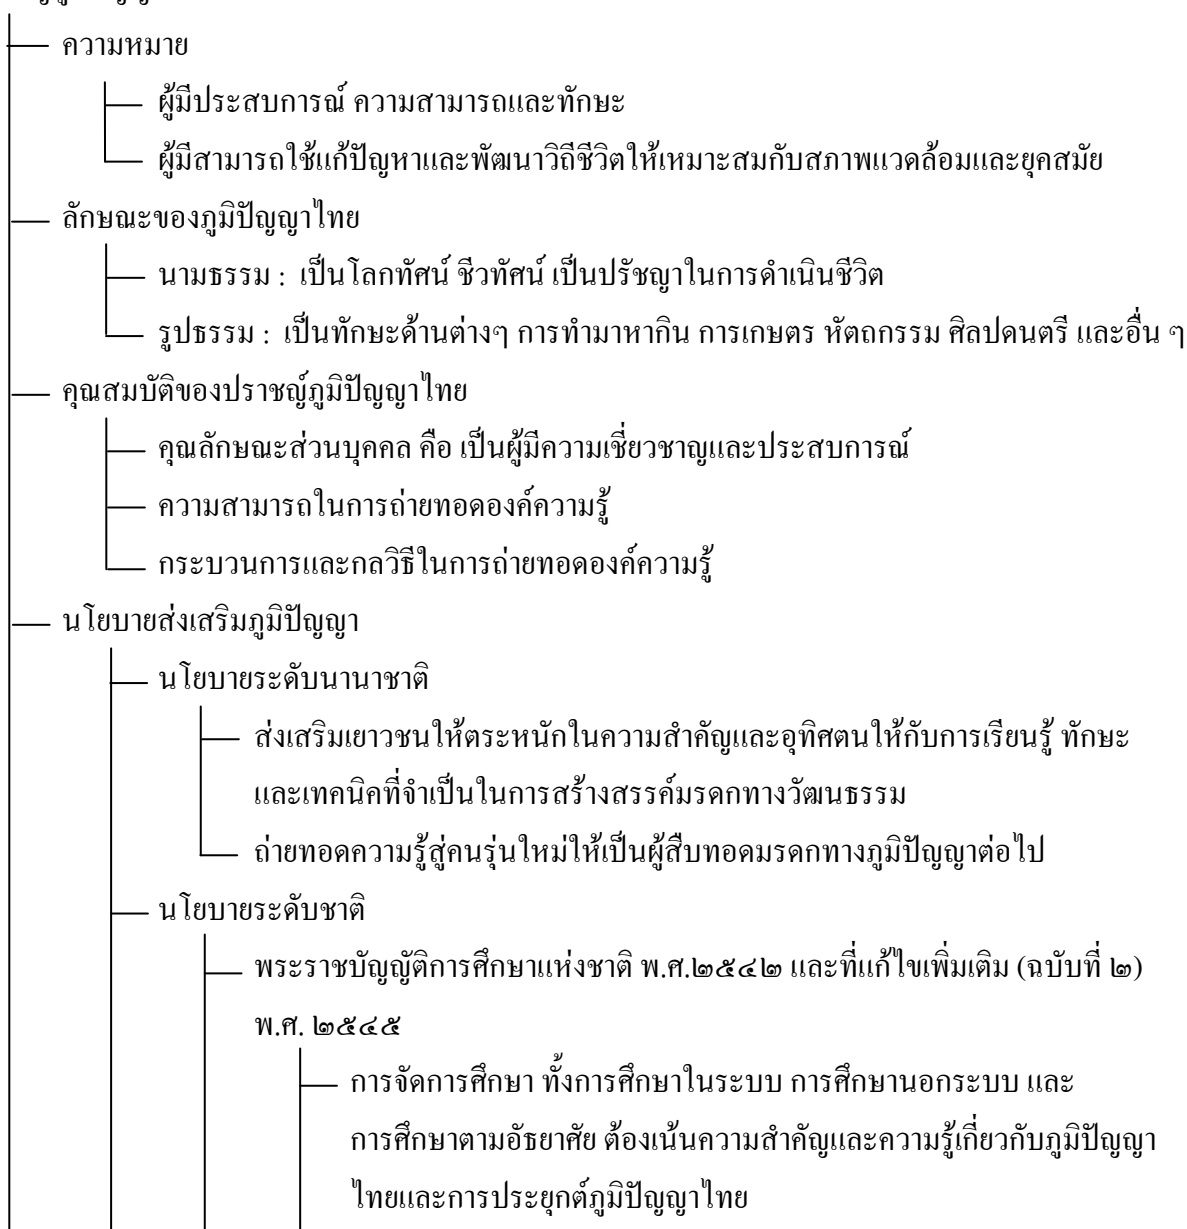 ความหมาย
ผู้มีประสบการณ์ ความสามารถและทักษะ
ผู้มีสามารถใช้แก้ปัญหาและพัฒนาวิถีชีวิตให้เหมาะสมกับสภาพแวดล้อมและยุคสมัย
ลักษณะของภูมิปัญญาไทย
นามธรรม : เป็นโลกทัศน์ ชีวทัศน์ เป็นปรัชญาในการดำเนินชีวิต
รูปธรรม : เป็นทักษะด้านต่างๆ การทำมาหากิน การเกษตร หัตถกรรม ศิลปดนตรี และอื่น ๆ
คุณสมบัติของปราชญ์ภูมิปัญญาไทย
คุณลักษณะส่วนบุคคล คือ เป็นผู้มีความเชี่ยวชาญและประสบการณ์
ความสามารถในการถ่ายทอดองค์ความรู้
กระบวนการและกลวิธีในการถ่ายทอดองค์ความรู้
นโยบายส่งเสริมภูมิปัญญา
นโยบายระดับนานาชาติ
ส่งเสริมเยาวชนให้ตระหนักในความสำคัญและอุทิศตนให้กับการเรียนรู้ ทักษะ
และเทคนิคที่จำเป็นในการสร้างสรรค์มรดกทางวัฒนธรรม
ถ่ายทอดความรู้สู่คนรุ่นใหม่ให้เป็นผู้สืบทอดมรดกทางภูมิปัญญาต่อไป
นโยบายระดับชาติ
พระราชบัญญัติการศึกษาแห่งชาติ พ.ศ.๒๕๔๒ และที่แก้ไขเพิ่มเติม (ฉบับที่ ๒)
พ.ศ. ๒๕๔๕
การจัดการศึกษา ทั้งการศึกษาในระบบ การศึกษานอกระบบ และ
การศึกษาตามอัธยาศัย ต้องเน้นความสำคัญและความรู้เกี่ยวกับภูมิปัญญา
ไทยและการประยุกต์ภูมิปัญญาไทย